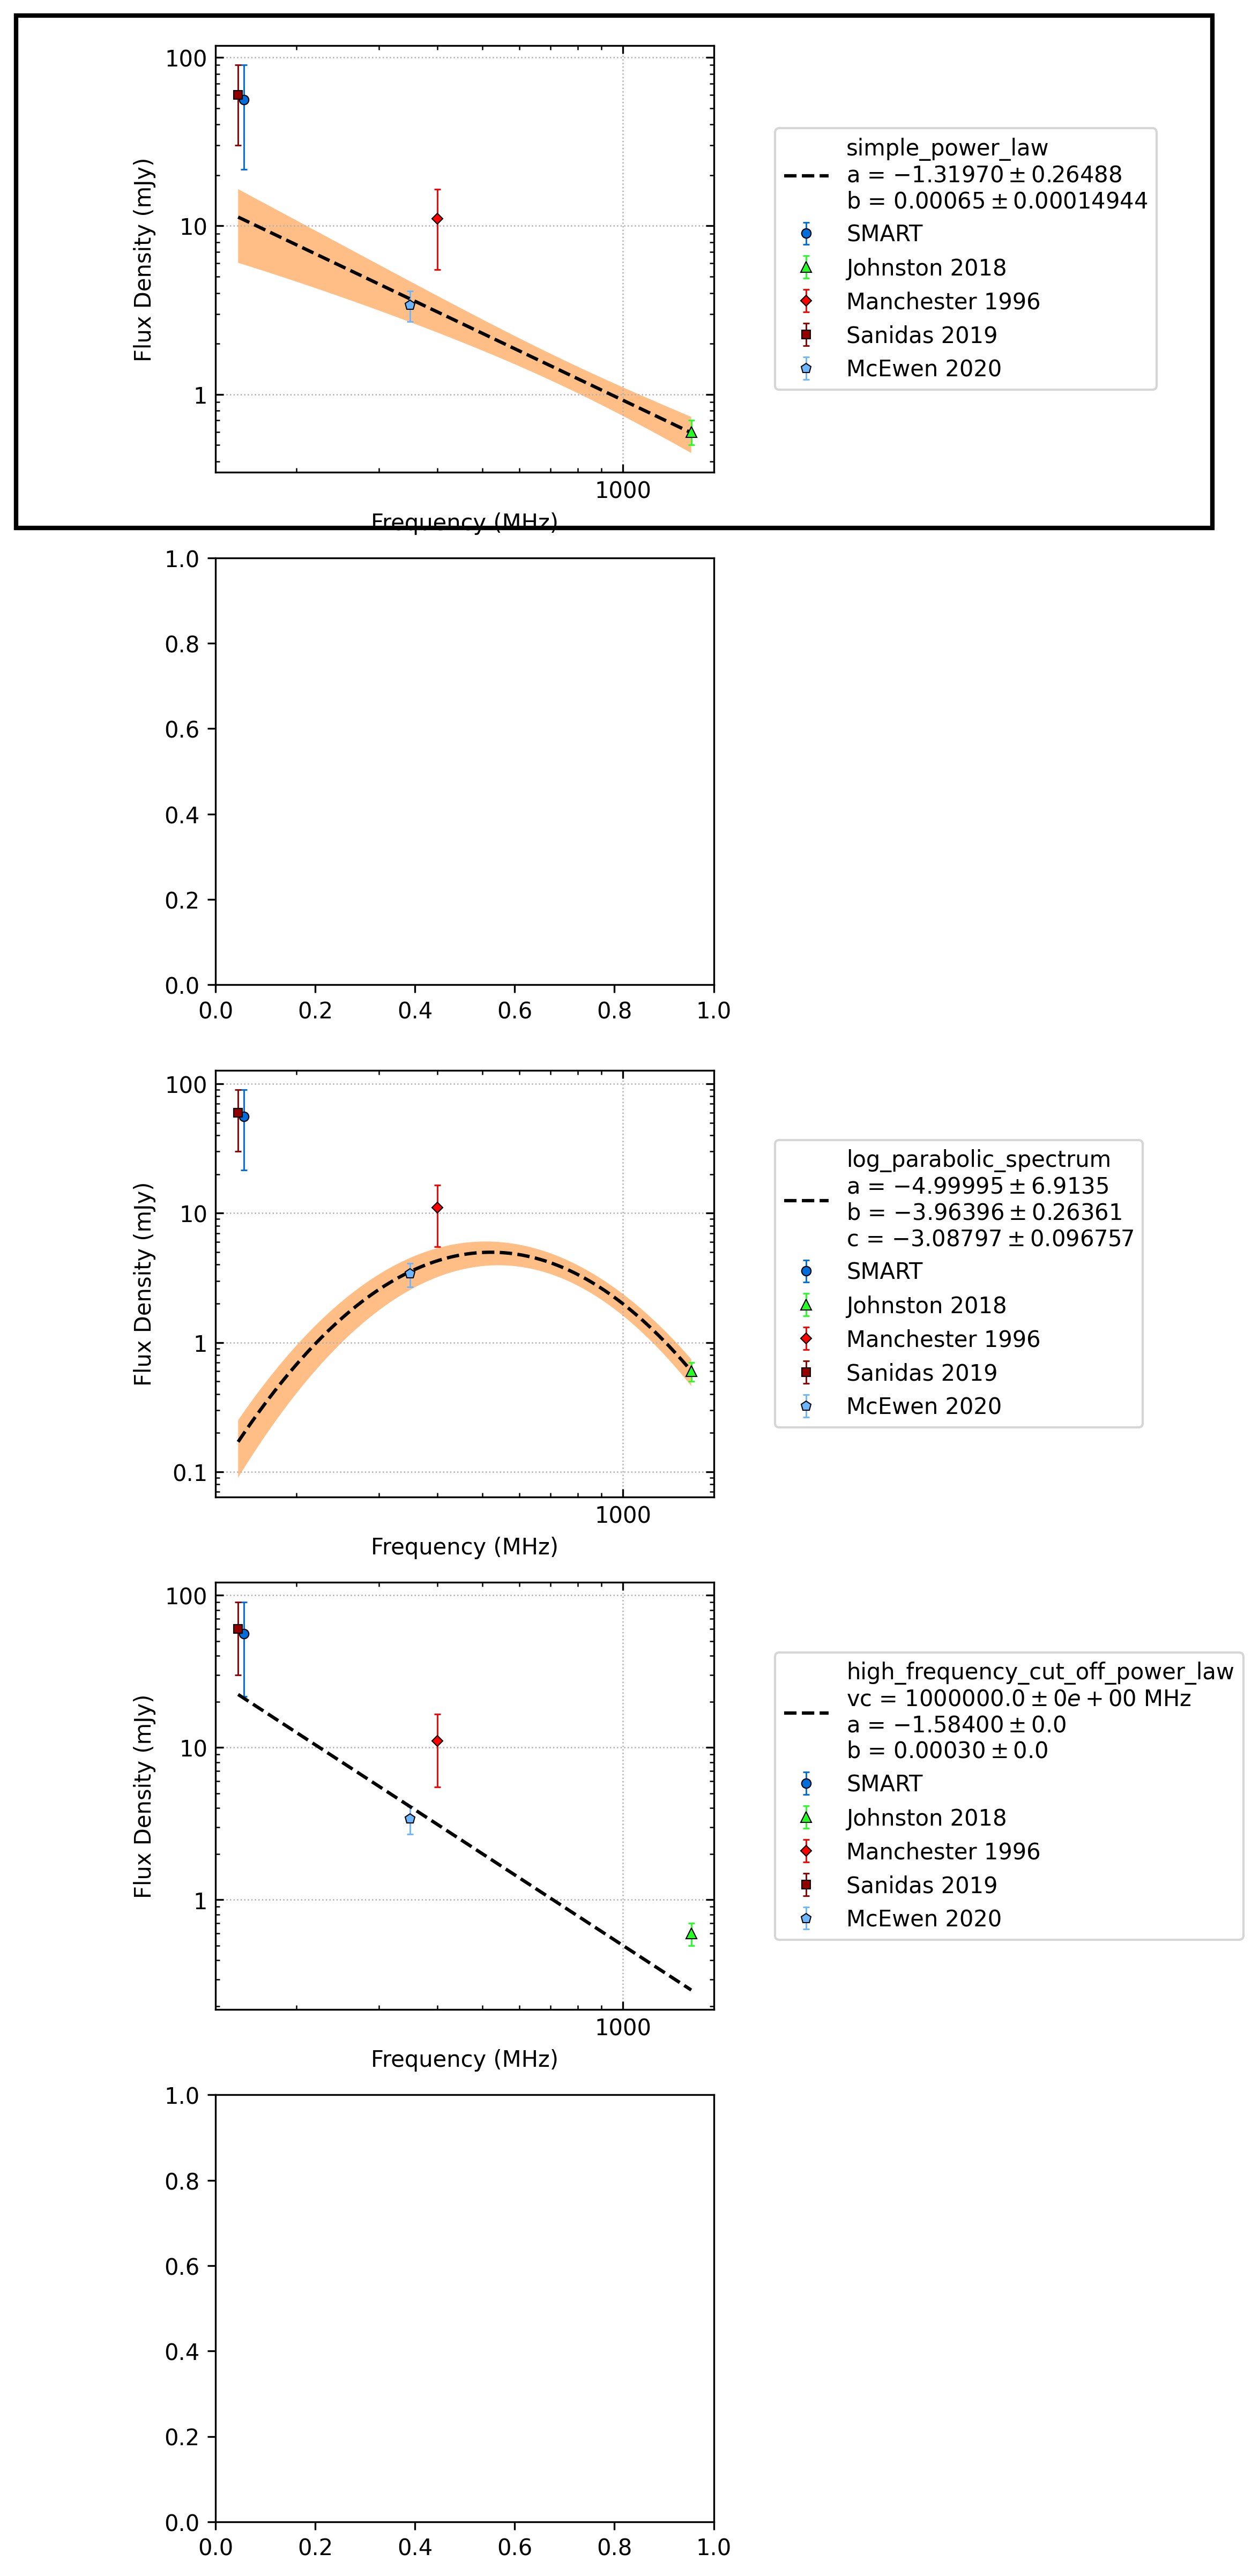 100
10
1
Flux Density (mJy)
1000
Frequency (MHz)
simple_power_law
a = −1.31970 ± 0.26488
b = 0.00065 ± 0.00014944
SMART
Johnston 2018
Manchester 1996
Sanidas 2019
McEwen 2020
1.0
0.8
0.6
0.4
0.2
0.0
0.0 0.2 0.4 0.6 0.8 1.0
100
10
1
0.1
Flux Density (mJy)
1000
Frequency (MHz)
log_parabolic_spectrum
a = −4.99995 ± 6.9135
b = −3.96396 ± 0.26361
c = −3.08797 ± 0.096757
SMART
Johnston 2018
Manchester 1996
Sanidas 2019
McEwen 2020
100
10
1
Flux Density (mJy)
1000
Frequency (MHz)
high_frequency_cut_off_power_law
vc = 1000000.0 ± 0e + 00 MHz
a = −1.58400 ± 0.0
b = 0.00030 ± 0.0
SMART
Johnston 2018
Manchester 1996
Sanidas 2019
McEwen 2020
1.0
0.8
0.6
0.4
0.2
0.0
0.0 0.2 0.4 0.6 0.8 1.0